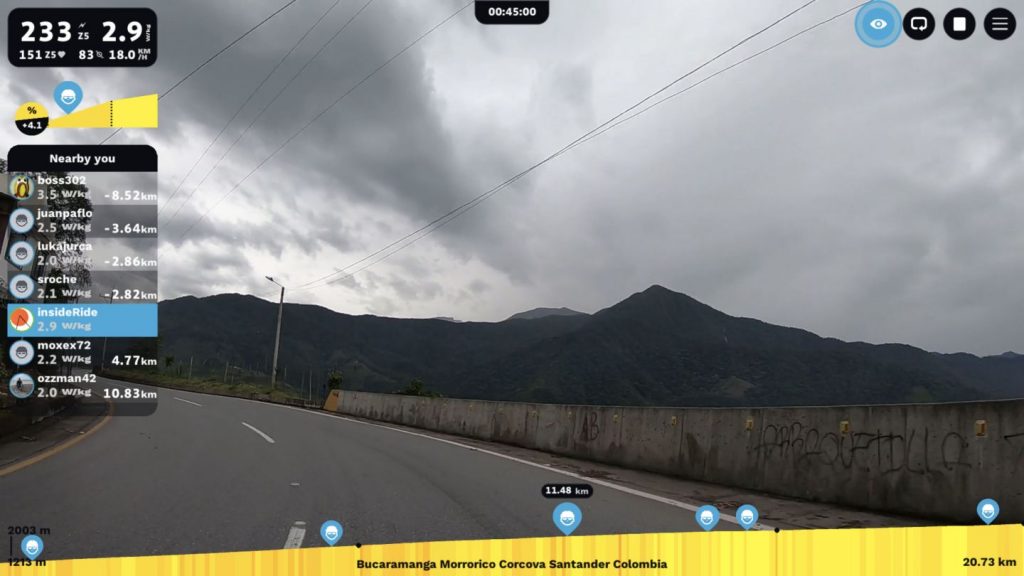 233 Z5 2.9 W/kg
151 Z5 83 18.0 KM/H
00:45:00
%
+4.1
Nearby you
boss302
3.5 W/kg -8.52km
juanpaflo
2.5 W/kg -3.64km
lukajurca
2.0 W/kg -2.86km
sroche
2.1 W/kg -2.82km
insideRide
2.9 W/kg
moxex72
2.2 W/kg 4.77km
ozzman42
2.0 W/kg 10.83km
11.48 km
2003 m
1213 m
Bucaramanga Morrorico Corcova Santander Colombia
20.73 km